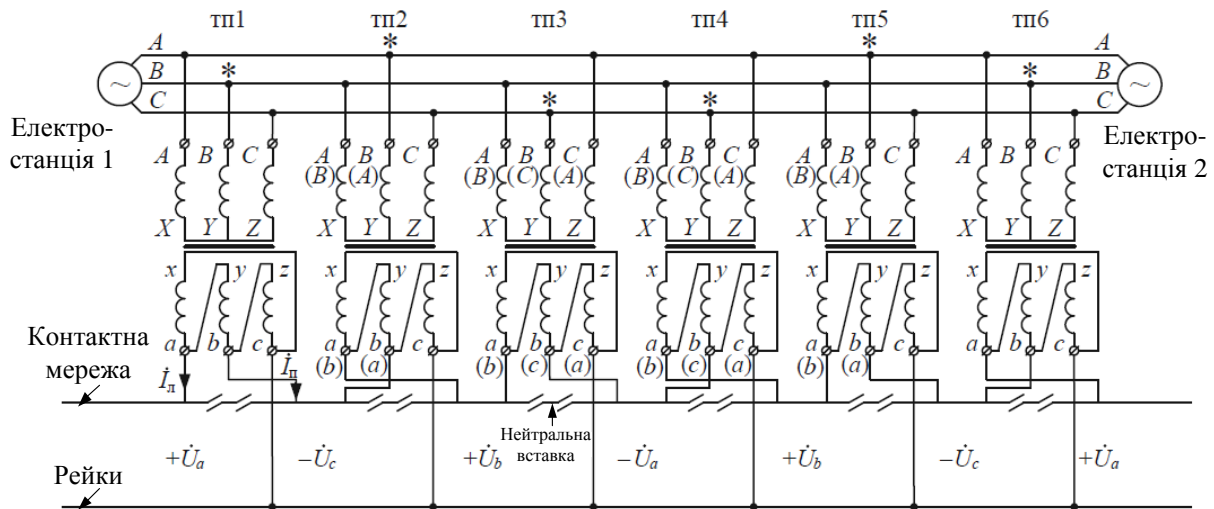 тп1 тп2 тп3 тп4 тп5 тп6
A * * A
B * * B
C * * C
~ ~
Електро-
станція 1
Електро-
станція 2
A B C A B C A B C A B C A B C A B C
(B) (A) (B) (C) (A) (B) (C) (A) (B) (A)
X Y Z X Y Z X Y Z X Y Z X Y Z X Y Z
x y z x y z x y z x y z x y z x y z
a b c a b c a b c a b c a b c a b c
(b) (a) (b) (c) (a) (b) (c) (a) (b) (a)
Контактна
мережа
İл İп
Нейтральна
вставка
+U̇a −U̇c +U̇b −U̇a +U̇b −U̇c +U̇a
Рейки